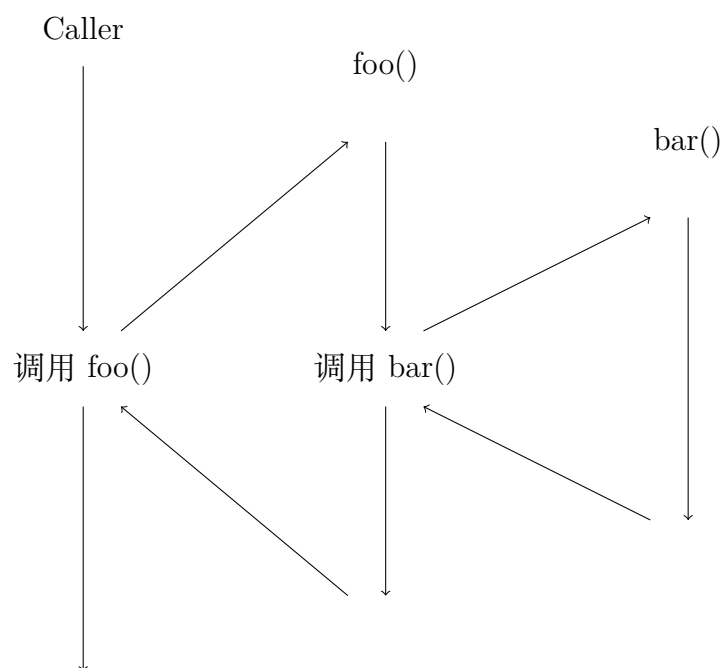 Caller
foo()
bar()
调用 foo()
调用 bar()